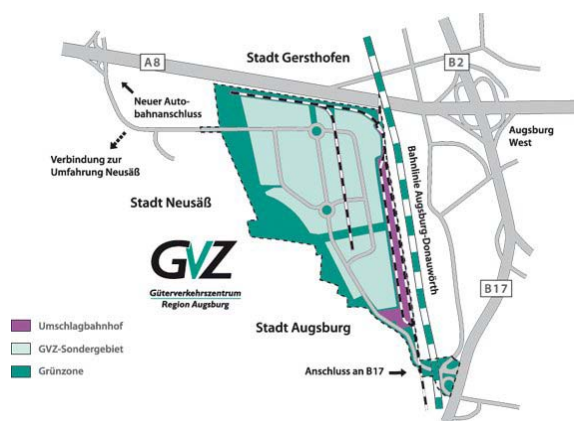 A8
Stadt Gersthofen
B2
Neuer Auto-
bahnanschluss
Augsburg
West
Verbindung zur
Umfahrung Neusäß
Bahnlinie Augsburg-Donauwörth
Stadt Neusäß
GVZ
Güterverkehrszentrum
Region Augsburg
B17
Umschlagbahnhof
Stadt Augsburg
GVZ-Sondergebiet
Grünzone
Anschluss an B17